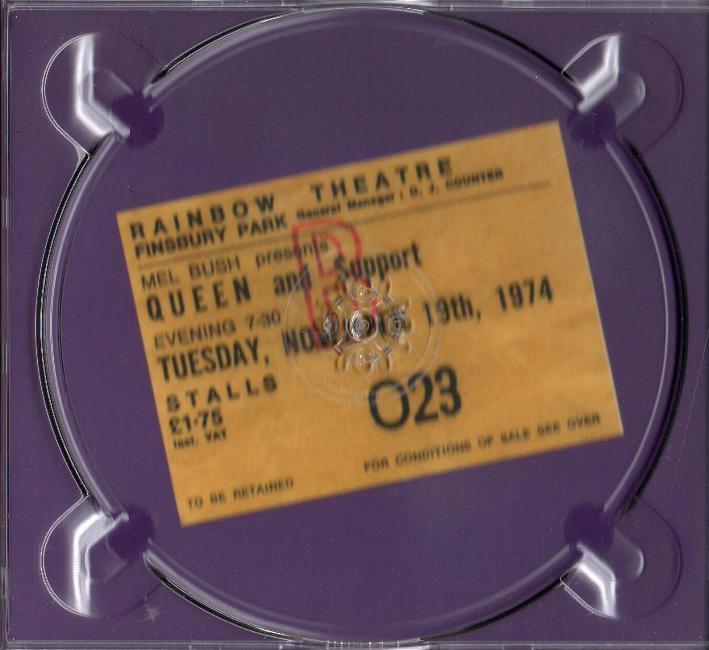 RAINBOW THEATRE
FINSBURY PARK General Manager : D. J. COUNTER
MEL BUSH presents
QUEEN and Support
EVENING 7-30
TUESDAY, 19th, 1974
STALLS
£1·75
incl. VAT
O23
TO BE RETAINED
FOR CONDITIONS OF SALE SEE OVER